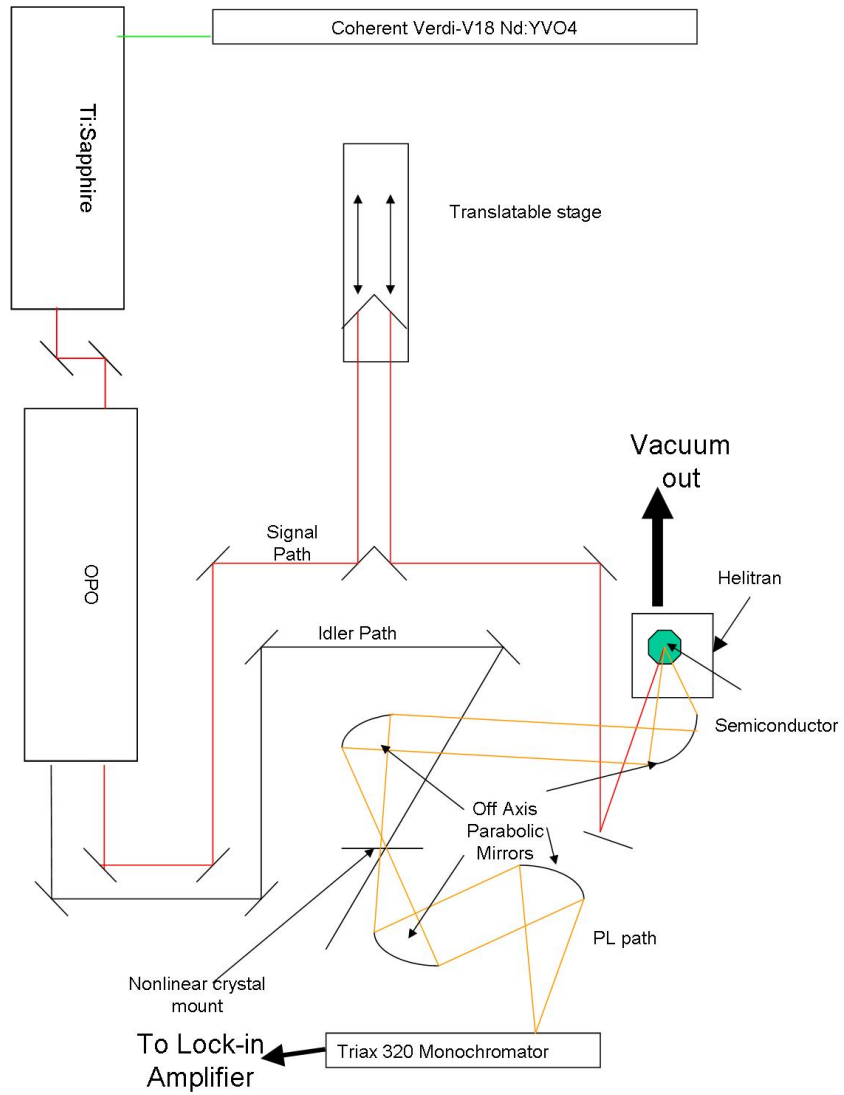 Coherent Verdi-V18 Nd:YVO4
Ti:Sapphire
Translatable stage
Vacuum
out
Signal
Path
OPO
Helitran
Idler Path
Semiconductor
Off Axis
Parabolic
Mirrors
PL path
Nonlinear crystal
mount
To Lock-in
Amplifier
Triax 320 Monochromator